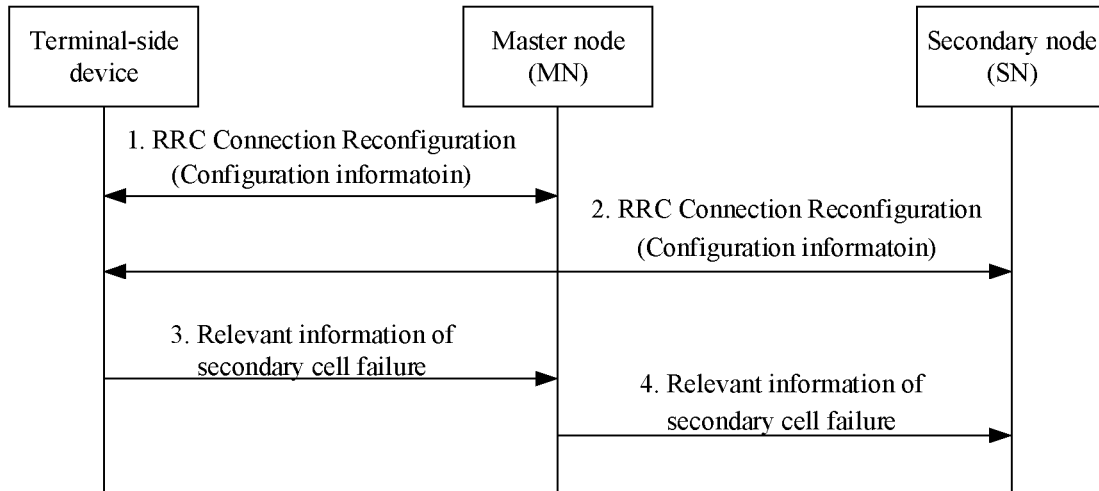 Terminal-side
device
Master node
(MN)
Secondary node
(SN)
1. RRC Connection Reconfiguration
(Configuration informatoin)
2. RRC Connection Reconfiguration
(Configuration informatoin)
3. Relevant information of
secondary cell failure
4. Relevant information of
secondary cell failure